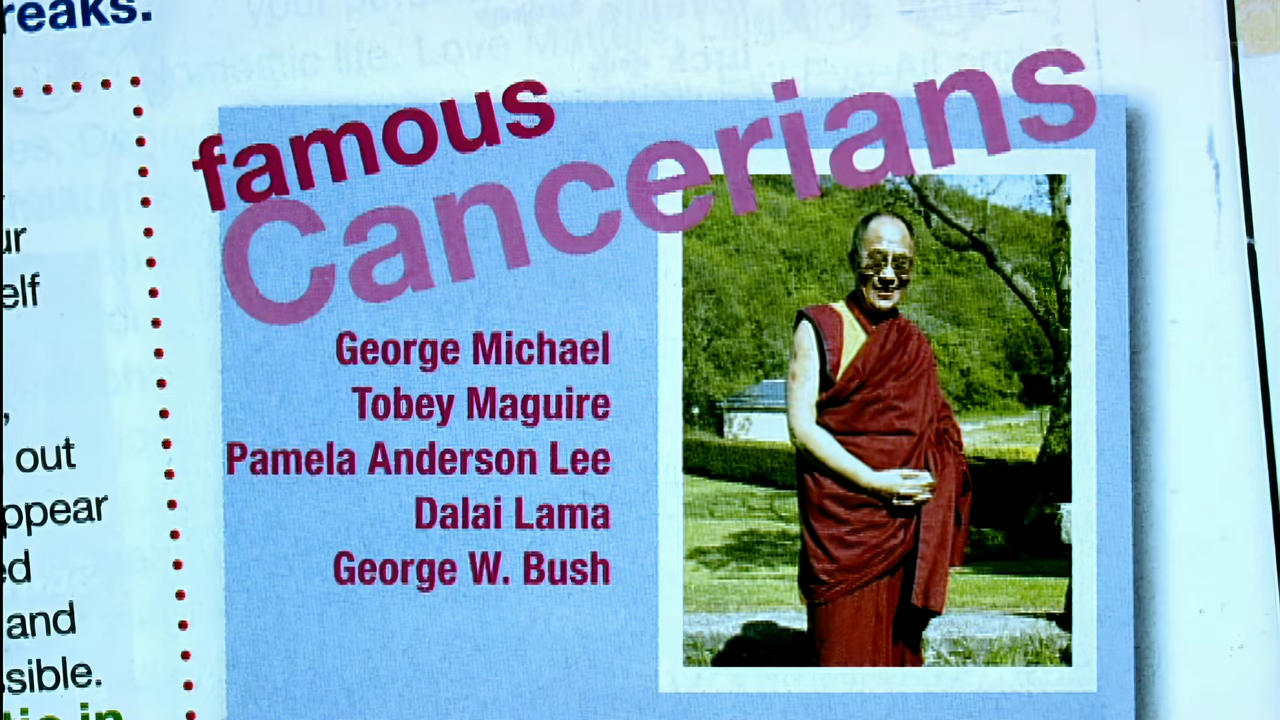 reaks.
famous
Cancerians
George Michael
Tobey Maguire
Pamela Anderson Lee
Dalai Lama
George W. Bush
ur
elf
,
out
ppear
ed
and
sible.